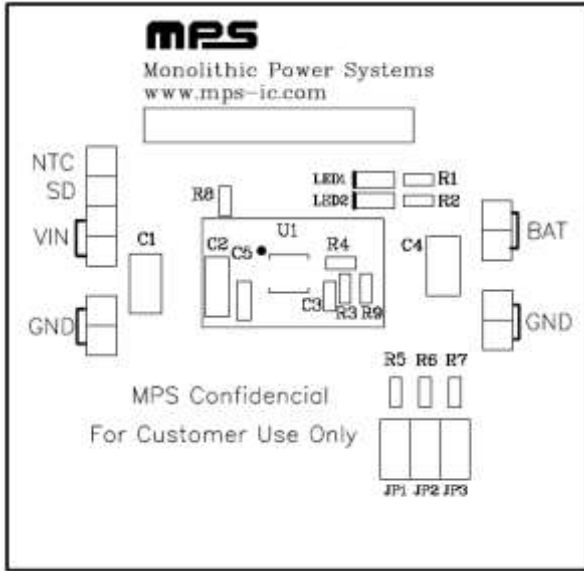 mps
Monolithic Power Systems
www.mps-ic.com
NTC
SD
VIN
GND
C1
R8
LED1
LED2
R1
R2
U1
C2
C5
R4
C3
R3
R9
C4
BAT
GND
R5 R6 R7
MPS Confidencial
For Customer Use Only
JP1 JP2 JP3